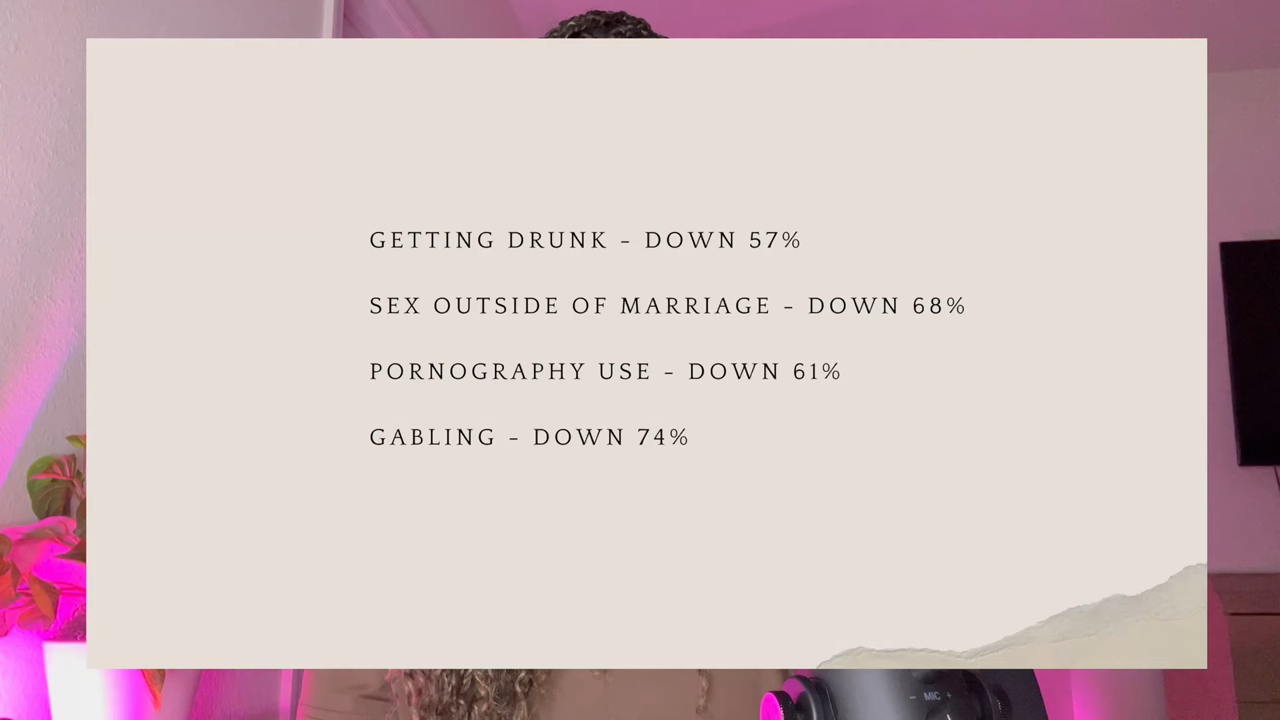 GETTING DRUNK – DOWN 57%
SEX OUTSIDE OF MARRIAGE – DOWN 68%
PORNOGRAPHY USE – DOWN 61%
GABLING – DOWN 74%
– MIC +